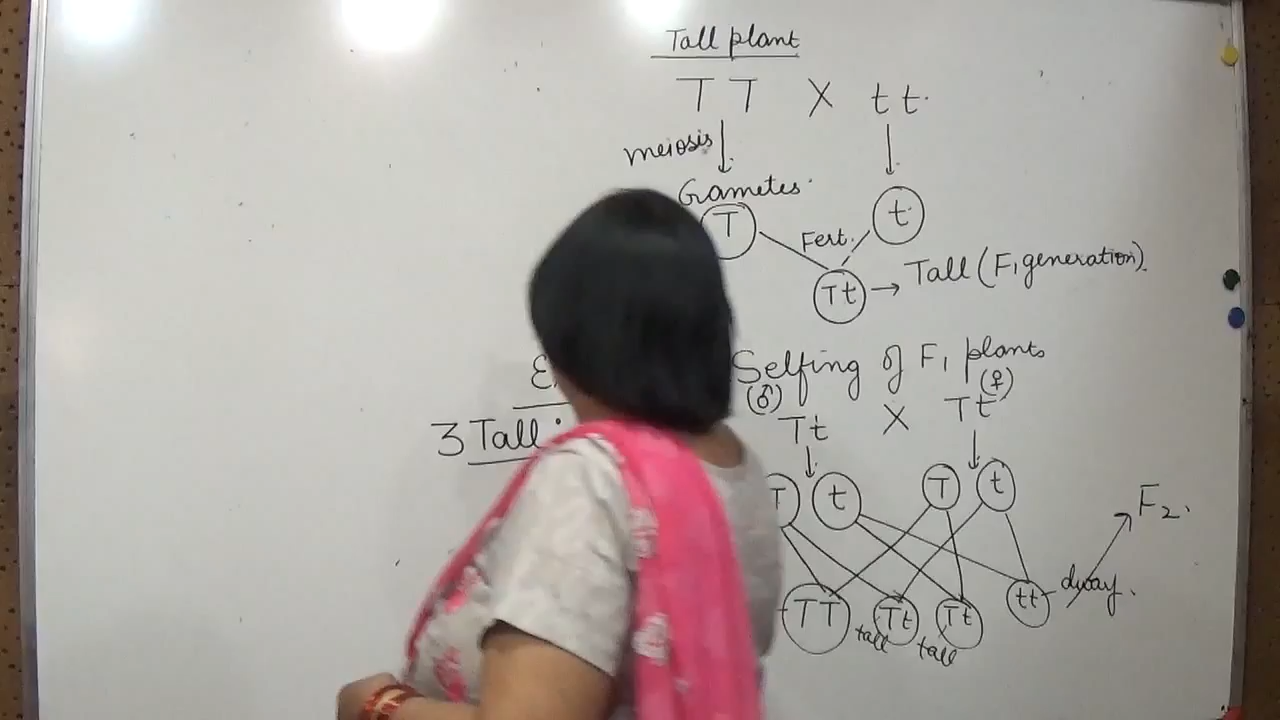 Tall plant
T T X t t.
meiosis
Gametes
T t
Fert.
Tt → Tall (F1 generation).
Selfing of F1 plants
(♂) (♀)
Tt X Tt
3 Tall
T t T t
F2.
TT tall Tt tall Tt tt